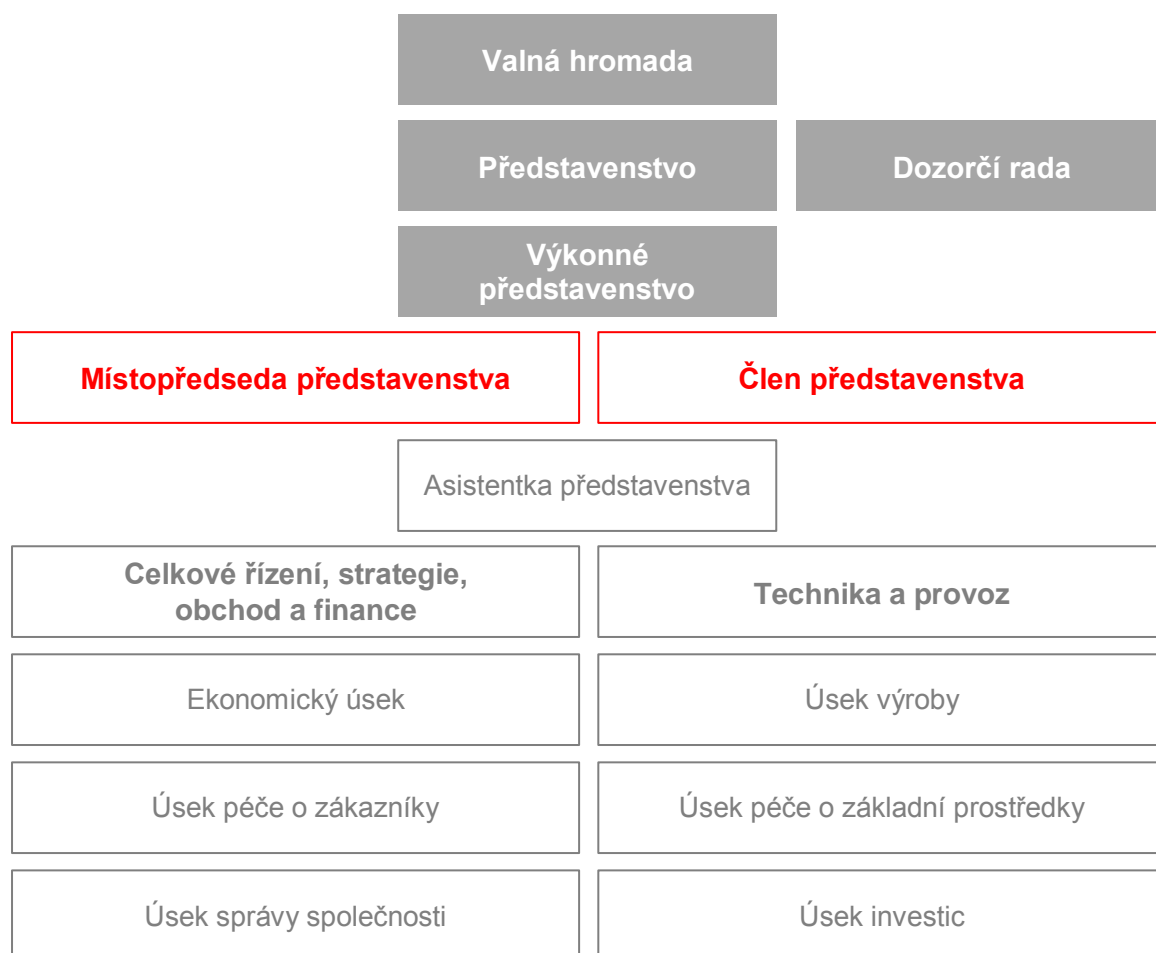 Valná hromada
Představenstvo
Dozorčí rada
Výkonné
představenstvo
Místopředseda představenstva
Člen představenstva
Asistentka představenstva
Celkové řízení, strategie,
obchod a finance
Technika a provoz
Ekonomický úsek
Úsek výroby
Úsek péče o zákazníky
Úsek péče o základní prostředky
Úsek správy společnosti
Úsek investic